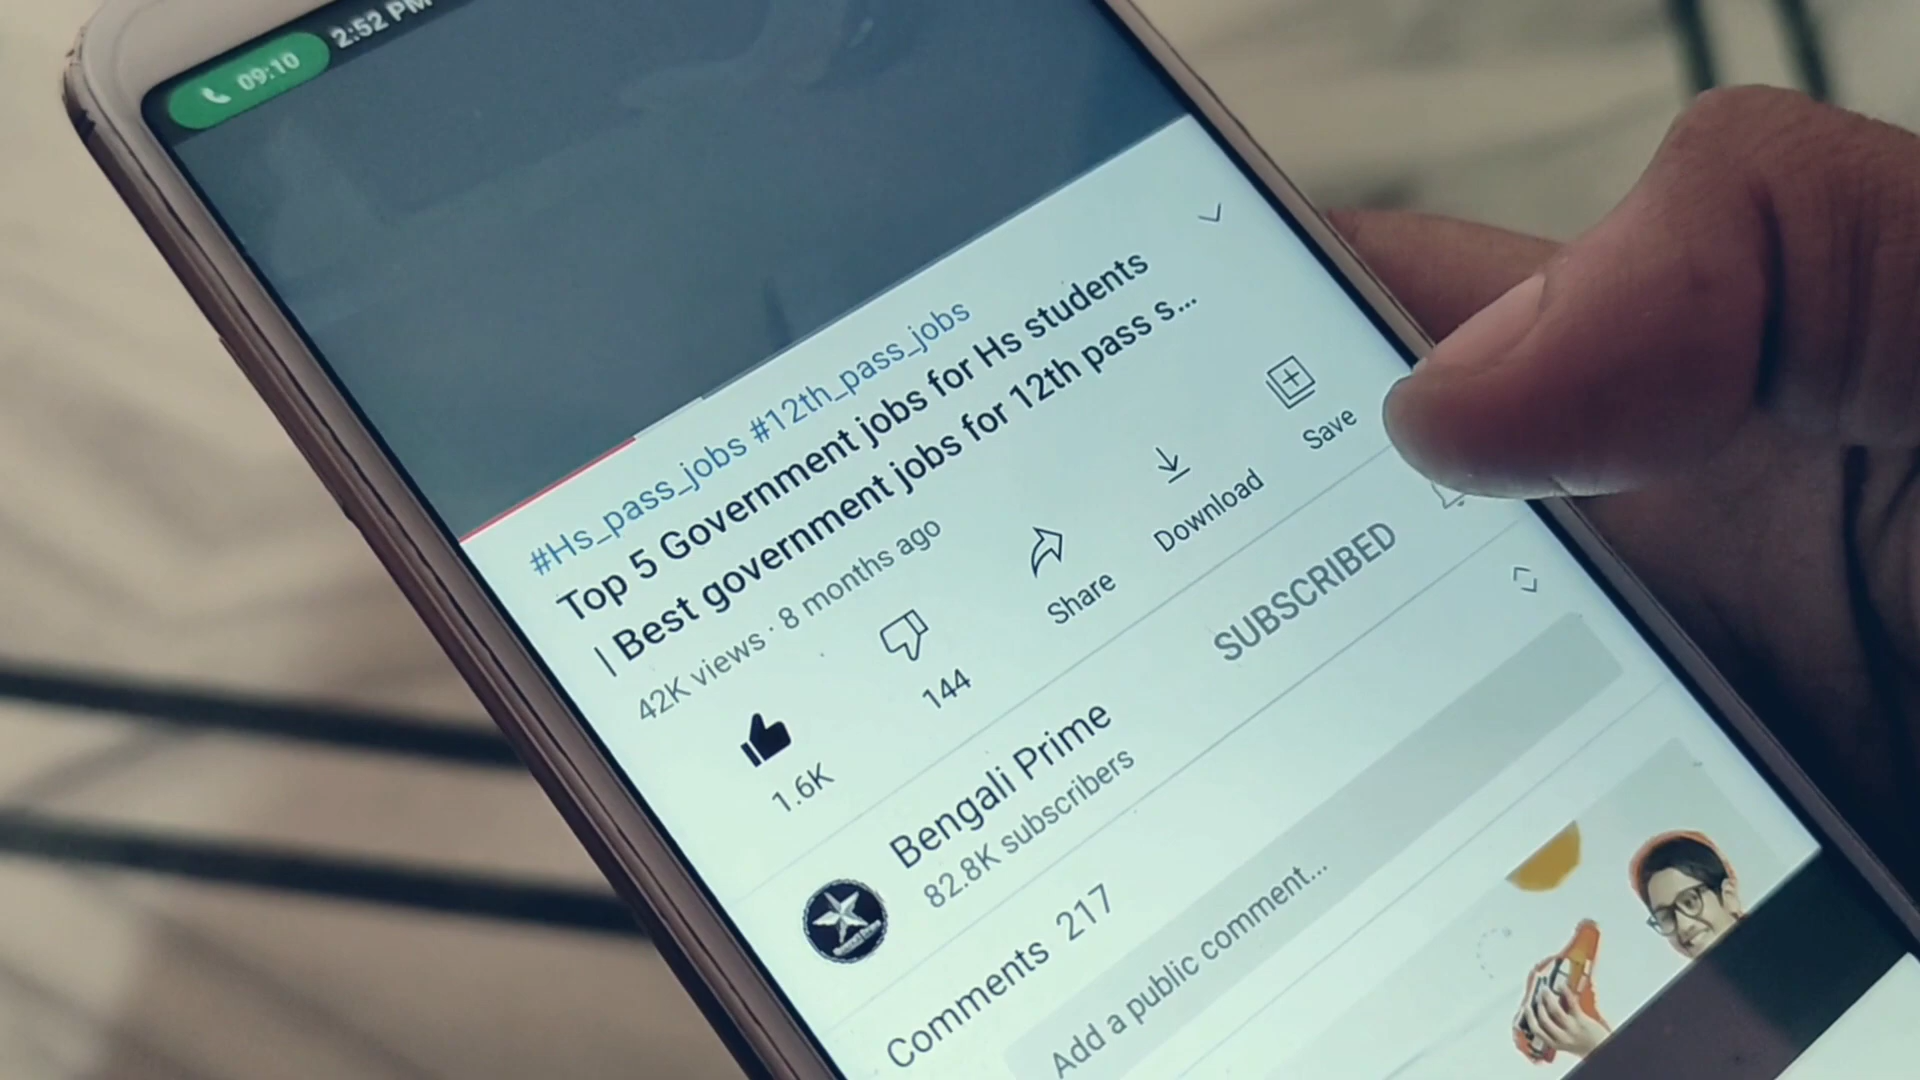 09:10 2:52 PM
#Hs_pass_jobs #12th_pass_jobs
Top 5 Government jobs for Hs students
| Best government jobs for 12th pass s...
42K views · 8 months ago
1.6K
144
Share
Download
Save
Bengali Prime
82.8K subscribers
SUBSCRIBED
Comments 217
Add a public comment...